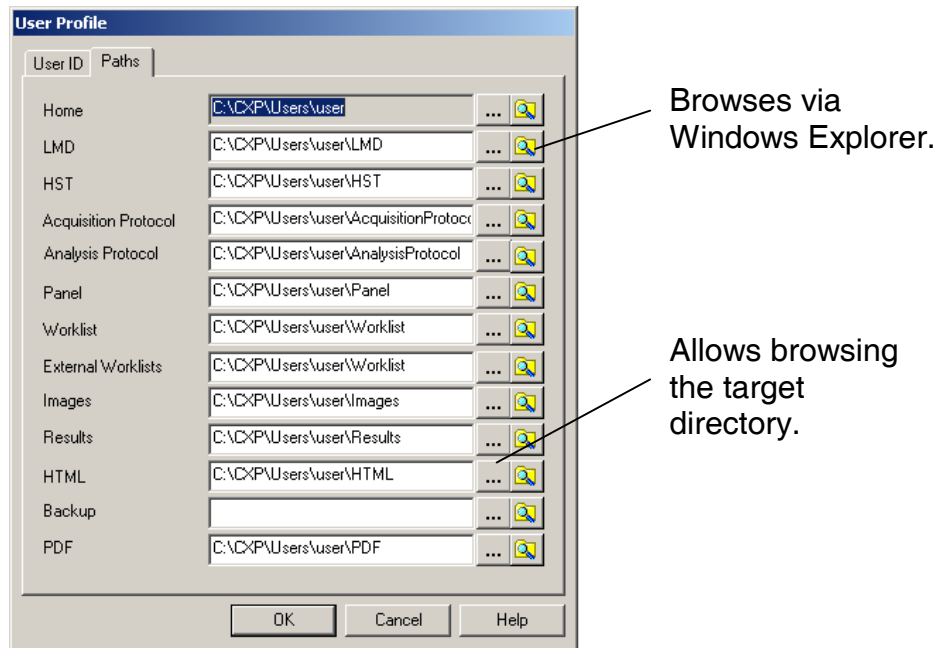 User Profile
User ID Paths
Home C:\CXP\Users\user ...
LMD C:\CXP\Users\user\LMD ...
HST C:\CXP\Users\user\HST ...
Acquisition Protocol C:\CXP\Users\user\AcquisitionProtoco ...
Analysis Protocol C:\CXP\Users\user\AnalysisProtocol ...
Panel C:\CXP\Users\user\Panel ...
Worklist C:\CXP\Users\user\Worklist ...
External Worklists C:\CXP\Users\user\Worklist ...
Images C:\CXP\Users\user\Images ...
Results C:\CXP\Users\user\Results ...
HTML C:\CXP\Users\user\HTML ...
Backup ...
PDF C:\CXP\Users\user\PDF ...
OK Cancel Help
Browses via
Windows Explorer.
Allows browsing
the target
directory.